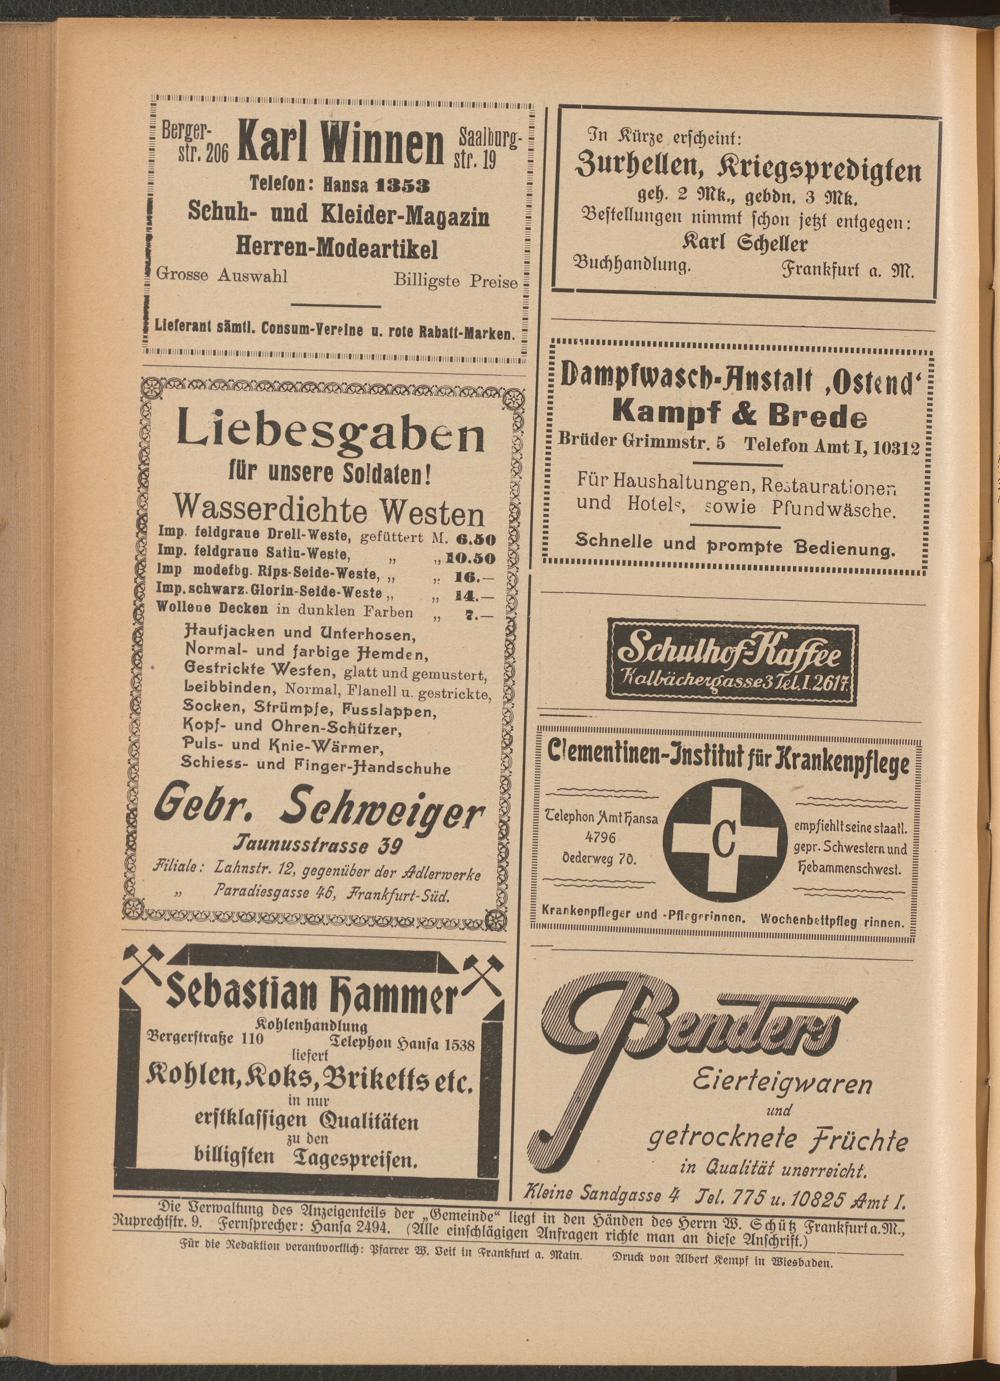 Berger-
str. 206
Karl Winnen
Saalburg-
str. 19
Telefon: Hansa 1353
Schuh- und Kleider-Magazin
Herren-Modeartikel
Grosse Auswahl Billigste Preise
Lieferant sämtl. Consum-Vereine u. rote Rabatt-Marken.
Liebesgaben
für unsere Soldaten!
Wasserdichte Westen
Imp. feldgraue Drell-Weste, gefüttert M. 6.50
Imp. feldgraue Satin-Weste, „ „ 10.50
Imp modefbg. Rips-Seide-Weste, „ „ 16.—
Imp. schwarz. Glorin-Seide-Weste „ „ 14.—
Wollene Decken in dunklen Farben „ 7.—
Hautjacken und Unterhosen,
Normal- und farbige Hemden,
Gestrickte Westen, glatt und gemustert,
Leibbinden, Normal, Flanell u. gestrickte,
Socken, Strümpfe, Fusslappen,
Kopf- und Ohren-Schützer,
Puls- und Knie-Wärmer,
Schiess- und Finger-Handschuhe
Gebr. Schweiger
Taunusstrasse 39
Filiale: Lahnstr. 12, gegenüber der Adlerwerke
„ Paradiesgasse 46, Frankfurt-Süd.
Sebastian Hammer
Kohlenhandlung
Bergerstraße 110 Telephon Hansa 1538
liefert
Kohlen, Koks, Briketts etc.
in nur
erstklassigen Qualitäten
zu den
billigsten Tagespreisen.
In Kürze erscheint:
Zurhellen, Kriegspredigten
geh. 2 Mk., gebdn. 3 Mk.
Bestellungen nimmt schon jetzt entgegen:
Karl Scheller
Buchhandlung. Frankfurt a. M.
Dampfwasch-Anstalt ‚Ostend‘
Kampf & Brede
Brüder Grimmstr. 5 Telefon Amt I, 10312
Für Haushaltungen, Restaurationen
und Hotels, sowie Pfundwäsche.
Schnelle und prompte Bedienung.
Schulhof-Kaffee
Kalbächergasse 3 Tel. I. 2617
Clementinen-Institut für Krankenpflege
Telephon Amt Hansa
4796
Oederweg 70.
C
empfiehlt seine staatl.
gepr. Schwestern und
Hebammenschwest.
Krankenpfleger und -Pflegerinnen. Wochenbettpfleg rinnen.
Benders
Eierteigwaren
und
getrocknete Früchte
in Qualität unerreicht.
Kleine Sandgasse 4 Tel. 775 u. 10825 Amt I.
Die Verwaltung des Anzeigenteils der „Gemeinde“ liegt in den Händen des Herrn W. Schütz Frankfurt a. M.,
Ruprechtstr. 9. Fernsprecher: Hansa 2494. (Alle einschlägigen Anfragen richte man an diese Anschrift.)
Für die Redaktion verantwortlich: Pfarrer W. Veit in Frankfurt a. Main. Druck von Albert Kempf in Wiesbaden.